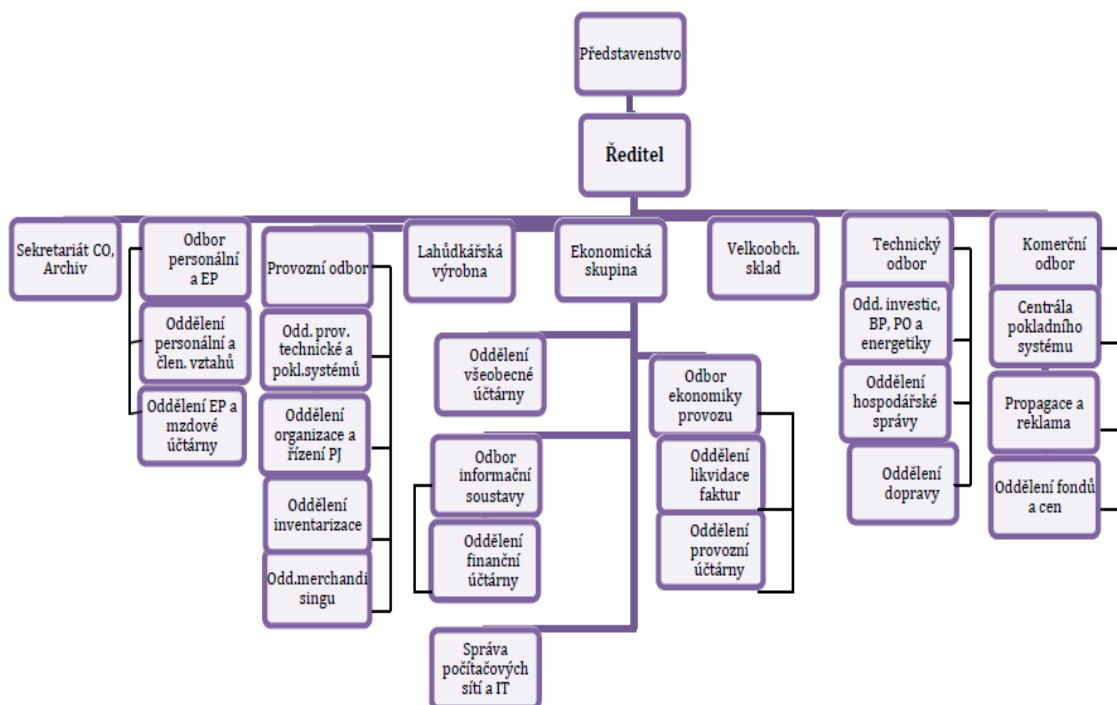 Představenstvo
Ředitel
Sekretariát CO,
Archiv
Odbor
personální
a EP
Oddělení
personální a
člen. vztahů
Oddělení EP a
mzdové
účtárny
Provozní odbor
Odd. prov.
technické a
pokl.systémů
Oddělení
organizace a
řízení PJ
Oddělení
inventarizace
Odd.merchandi
singu
Lahůdkářská
výrobna
Ekonomická
skupina
Oddělení
všeobecné
účtárny
Odbor
informační
soustavy
Oddělení
finanční
účtárny
Správa
počítačových
sítí a IT
Odbor
ekonomiky
provozu
Oddělení
likvidace
faktur
Oddělení
provozní
účtárny
Velkoobch.
sklad
Technický
odbor
Odd. investic,
BP, PO a
energetiky
Oddělení
hospodářské
správy
Oddělení
dopravy
Komerční
odbor
Centrála
pokladního
systému
Propagace a
reklama
Oddělení fondů
a cen